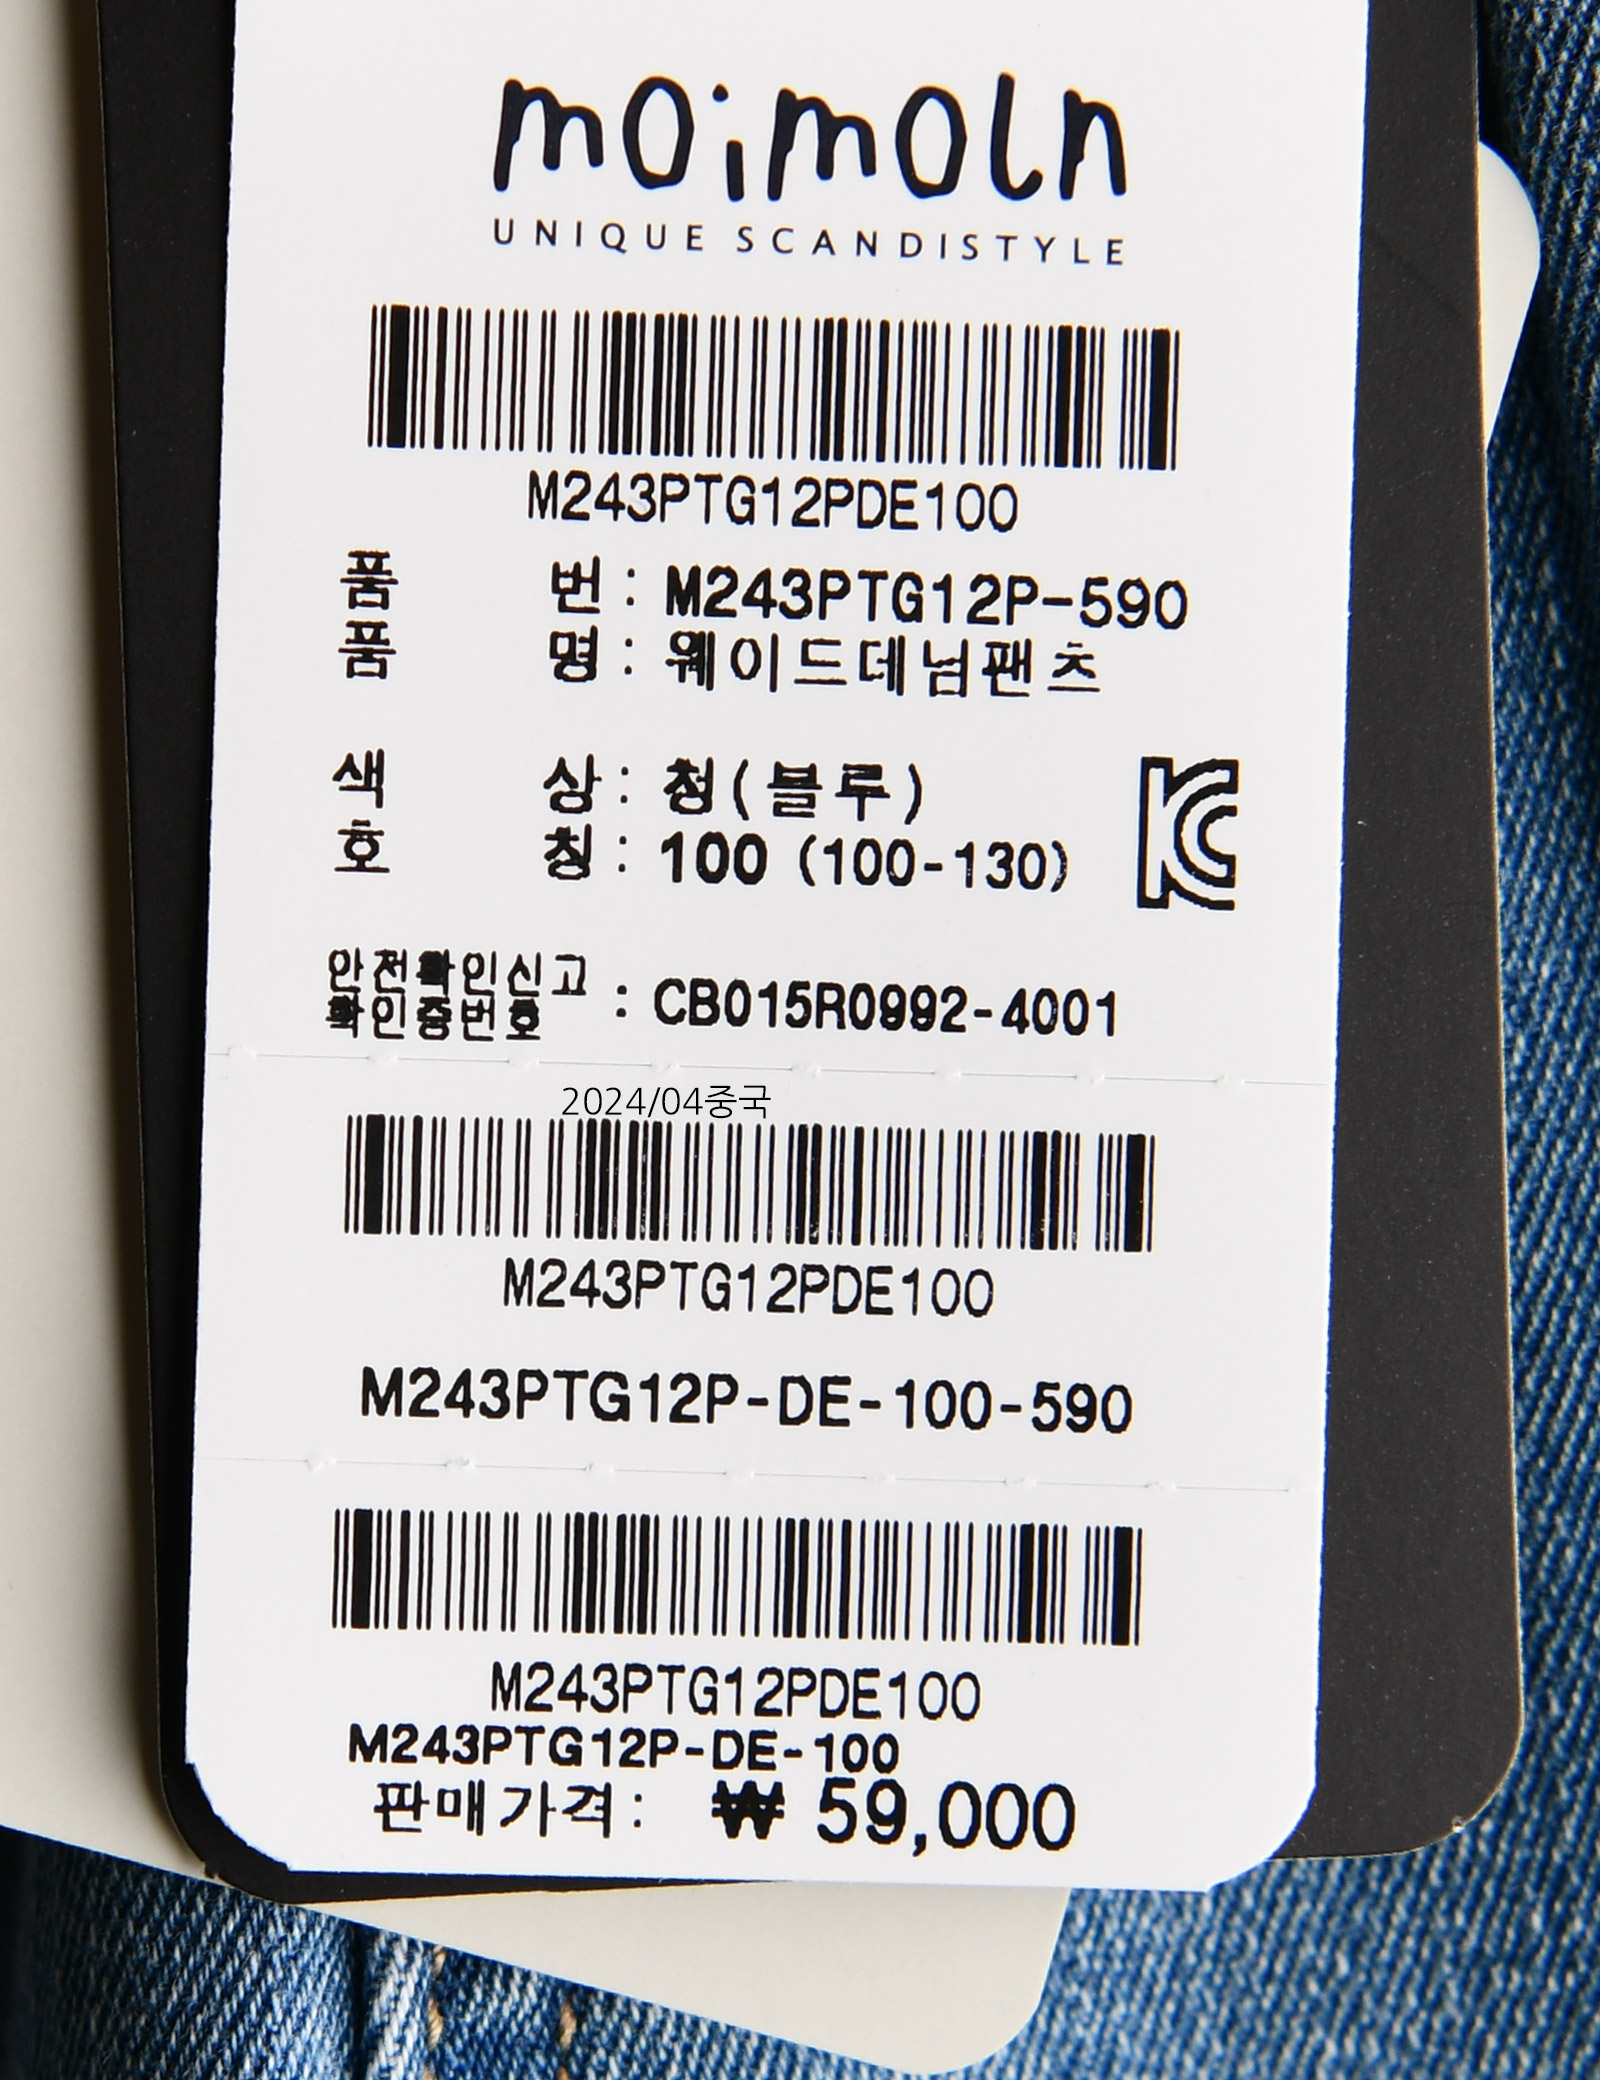 moimoln
UNIQUE SCANDISTYLE
M243PTG12PDE100
품 번 : M243PTG12P-590
품 명 : 웨이드데님팬츠
색 상 : 청(블루)
호 칭 : 100 (100-130)
KC
안전확인신고
확인증번호 : CB015R0992-4001
2024/04중국
M243PTG12PDE100
M243PTG12P-DE-100-590
M243PTG12PDE100
M243PTG12P-DE-100
판매가격: ₩ 59,000